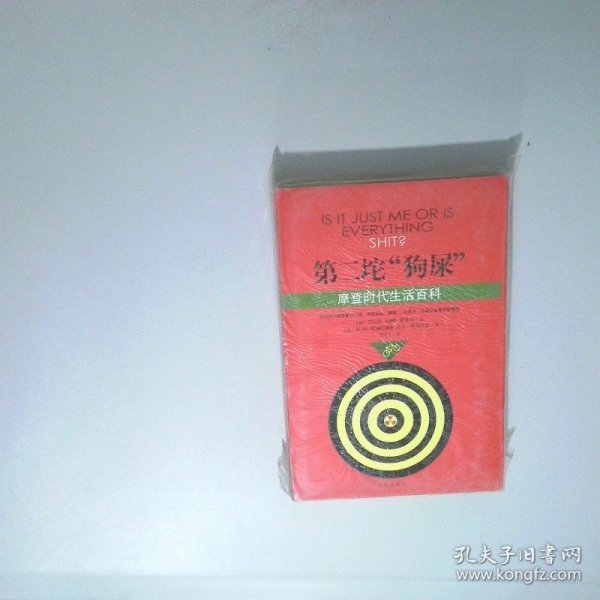 IS IT JUST ME OR IS
EVERYTHING
SHIT?
第二坨“狗屎”
摩登时代生活百科
孔夫子旧书网
www.kongfz.com